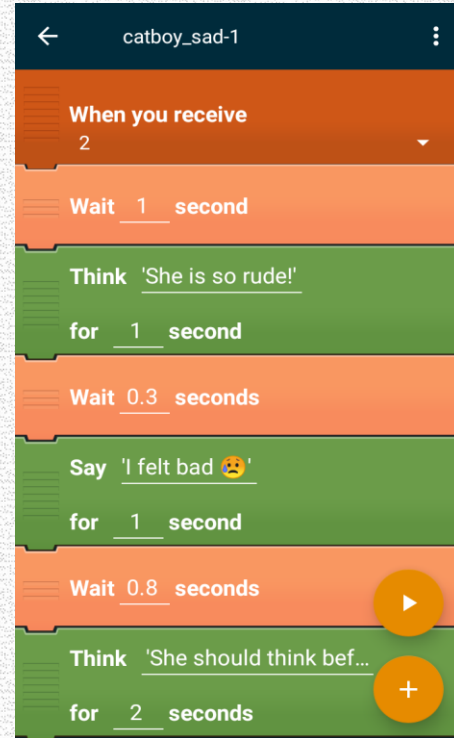 catboy_sad-1
When you receive
2
Wait 1 second
Think 'She is so rude!'
for 1 second
Wait 0.3 seconds
Say 'I felt bad 😥'
for 1 second
Wait 0.8 seconds
Think 'She should think bef...
for 2 seconds